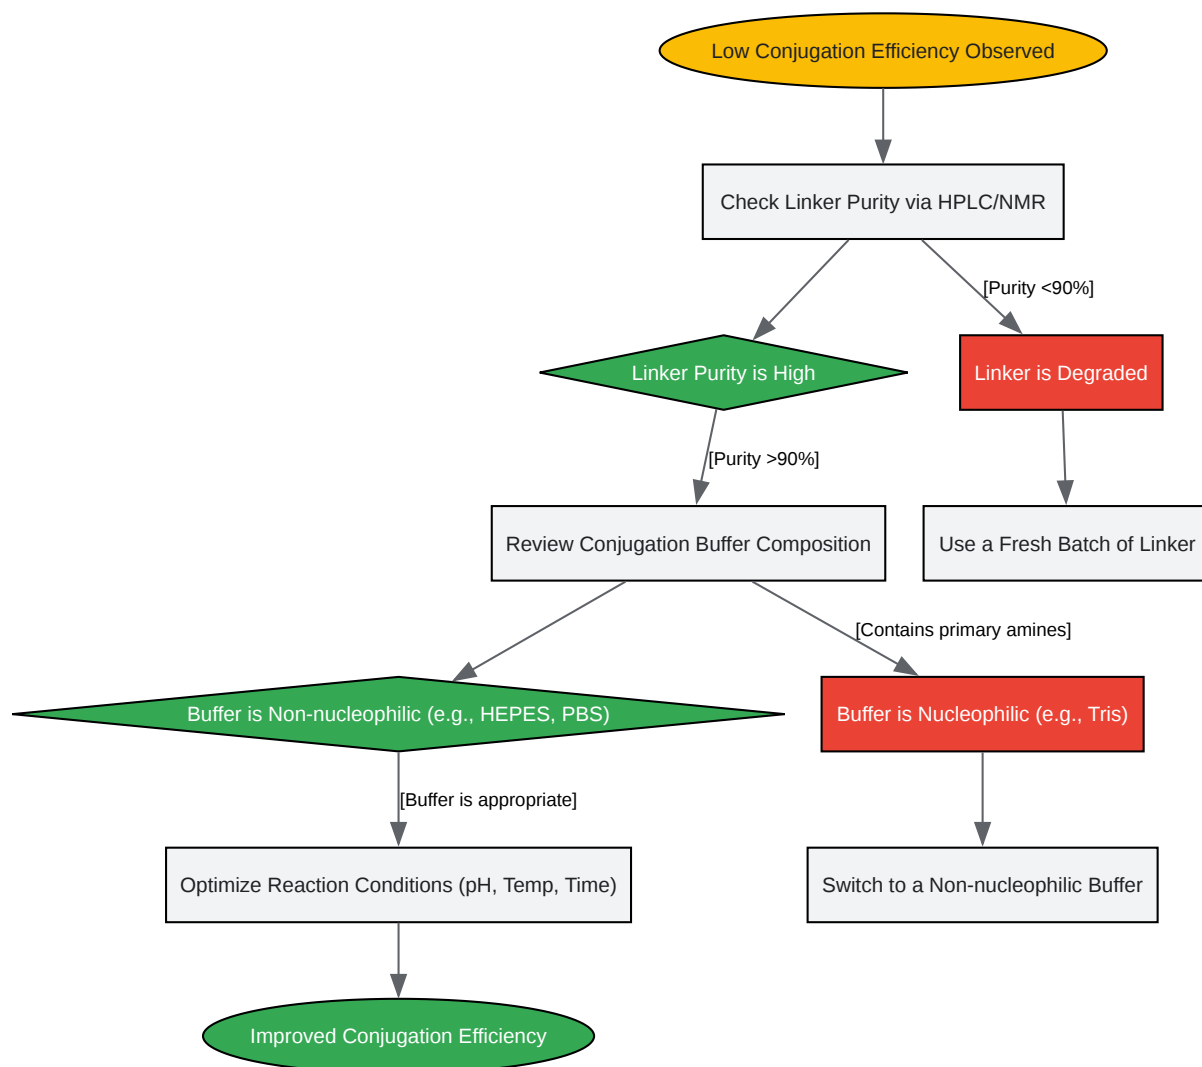 Low Conjugation Efficiency Observed
Check Linker Purity via HPLC/NMR
[Purity <90%]
Linker Purity is High
Linker is Degraded
[Purity >90%]
Review Conjugation Buffer Composition
Use a Fresh Batch of Linker
[Contains primary amines]
Buffer is Non-nucleophilic (e.g., HEPES, PBS)
Buffer is Nucleophilic (e.g., Tris)
[Buffer is appropriate]
Optimize Reaction Conditions (pH, Temp, Time)
Switch to a Non-nucleophilic Buffer
Improved Conjugation Efficiency